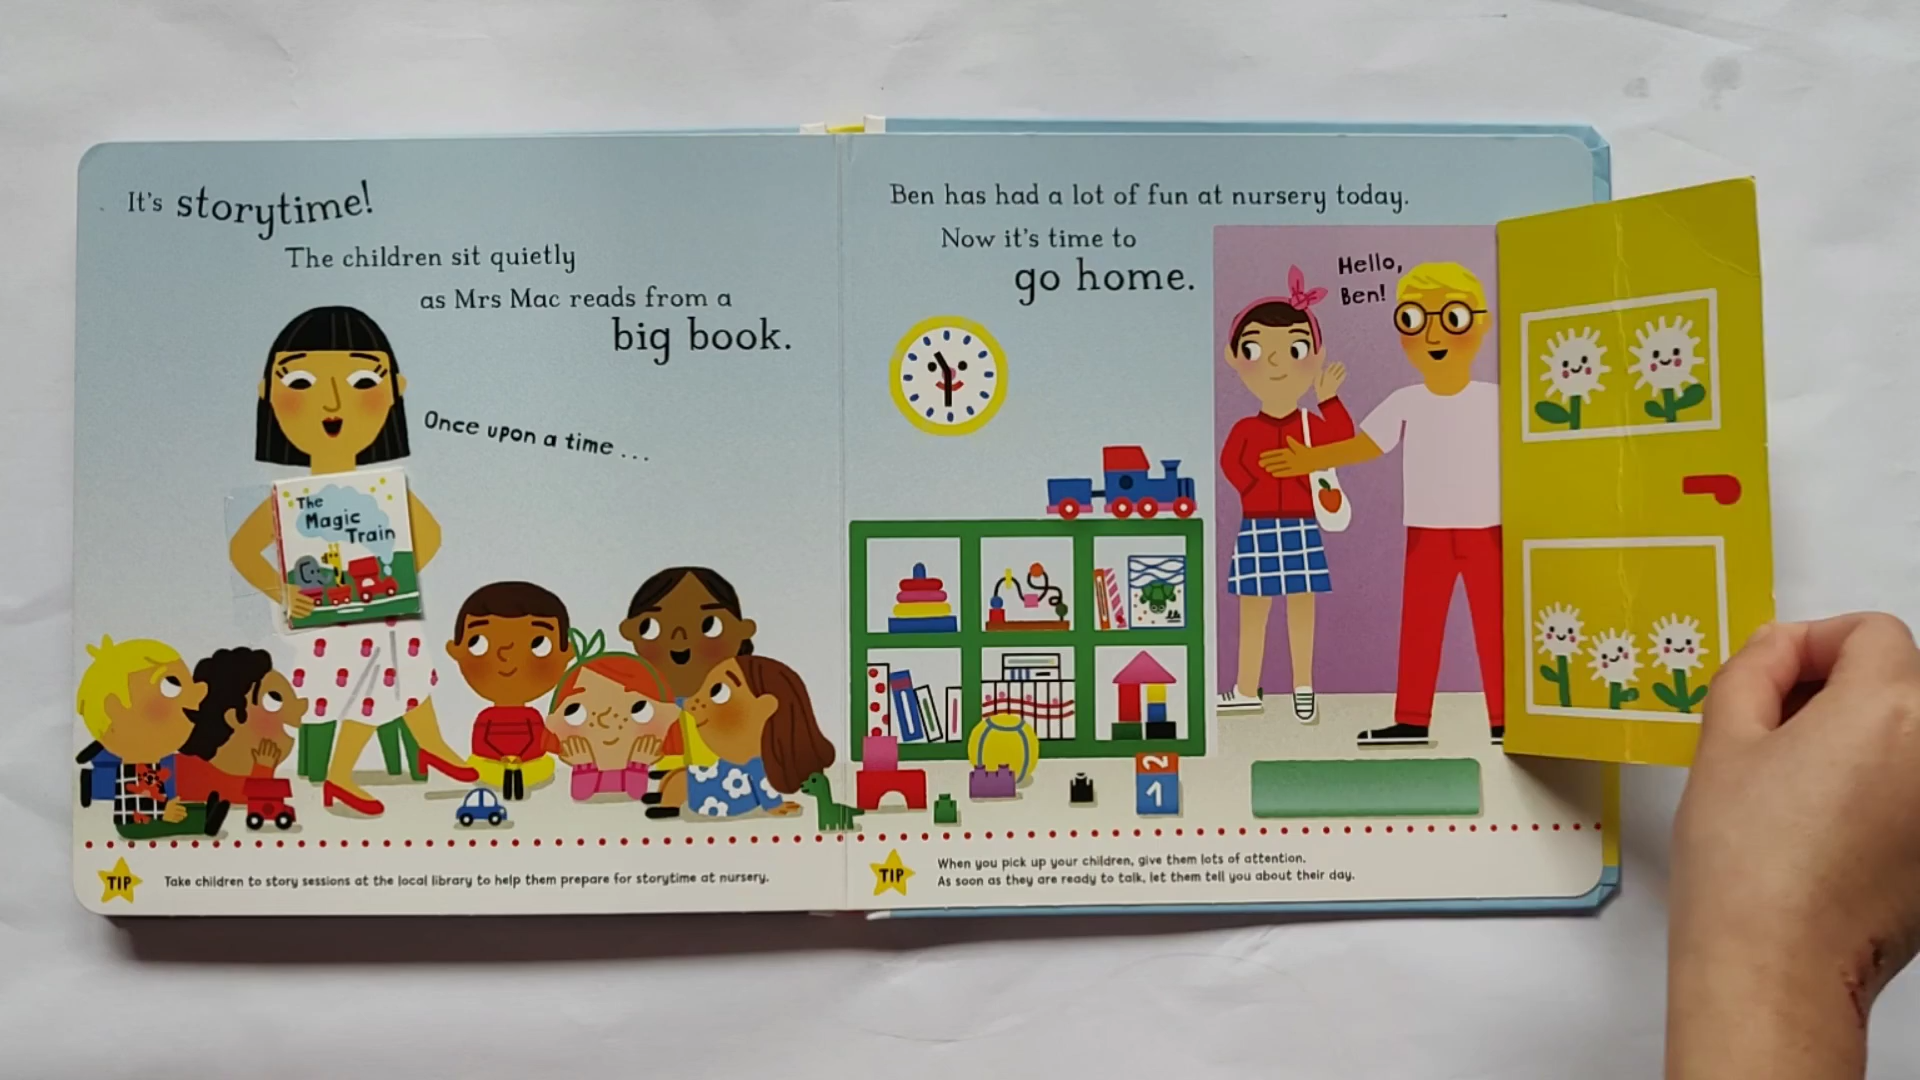 It's storytime!
The children sit quietly
as Mrs Mac reads from a
big book.
Once upon a time ...
The
Magic
Train
TIP
Take children to story sessions at the local library to help them prepare for storytime at nursery.
Ben has had a lot of fun at nursery today.
Now it's time to
go home.
Hello,
Ben!
2
1
TIP
When you pick up your children, give them lots of attention.
As soon as they are ready to talk, let them tell you about their day.